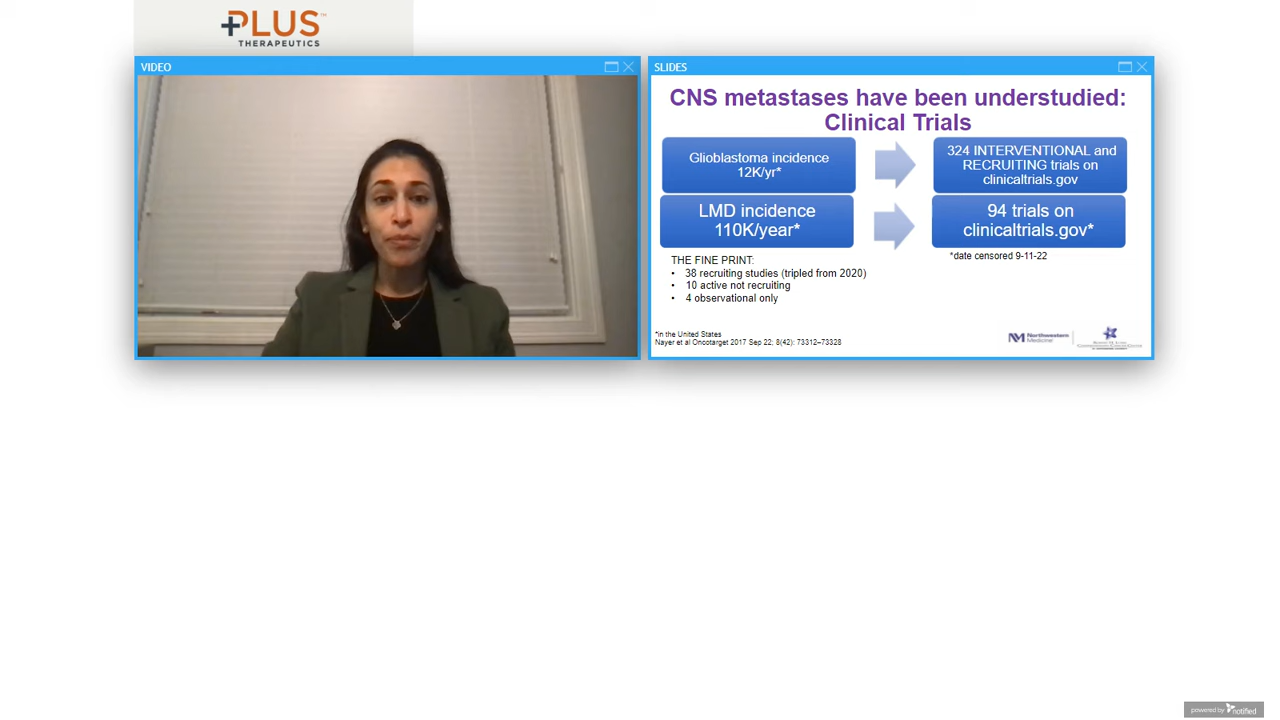 PLUS™
THERAPEUTICS
VIDEO
SLIDES
CNS metastases have been understudied:
Clinical Trials
Glioblastoma incidence
12K/yr*
324 INTERVENTIONAL and
RECRUITING trials on
clinicaltrials.gov
LMD incidence
110K/year*
94 trials on
clinicaltrials.gov*
*date censored 9-11-22
THE FINE PRINT:
• 38 recruiting studies (tripled from 2020)
• 10 active not recruiting
• 4 observational only
*in the United States
Nayer et al Oncotarget 2017 Sep 22; 8(42): 73312–73328
Northwestern
Medicine
powered by notified